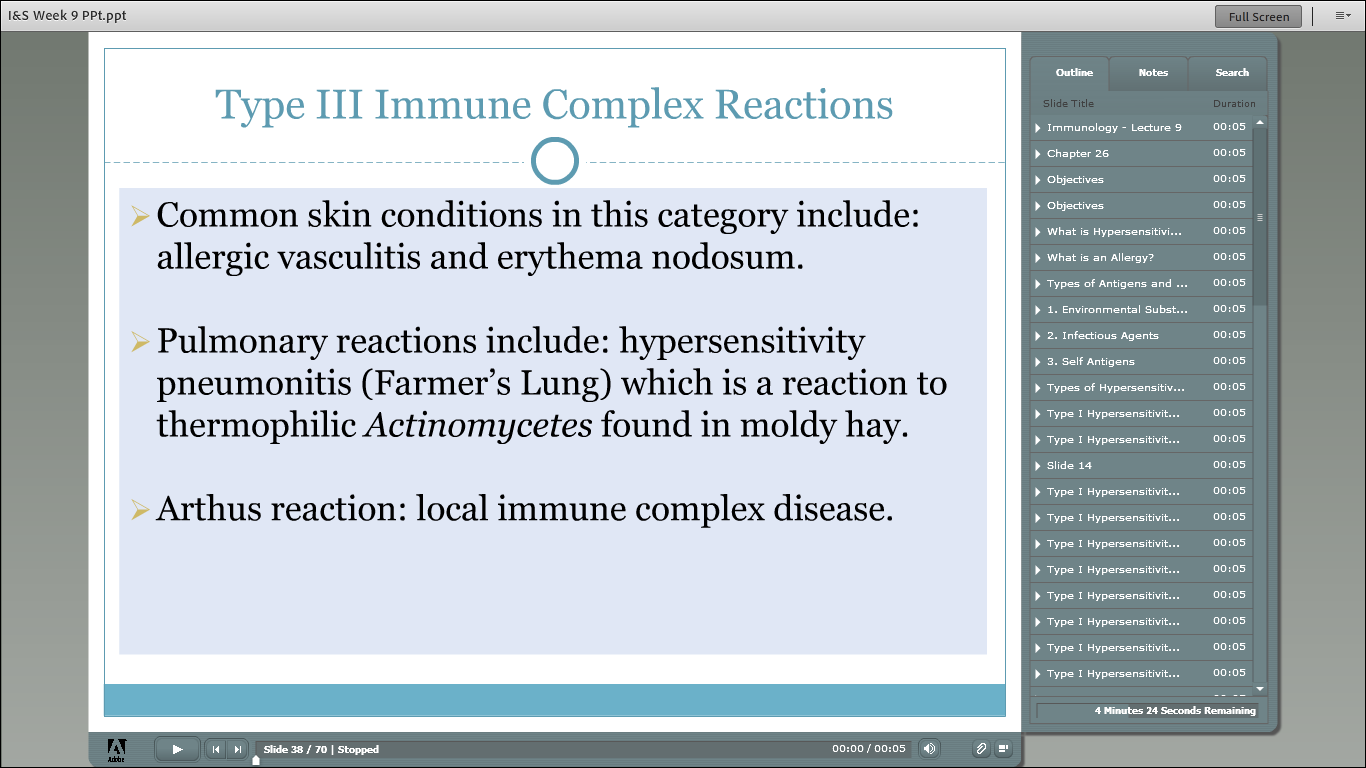 I&S Week 9 PPt.ppt
Full Screen
Type III Immune Complex Reactions
Common skin conditions in this category include:
allergic vasculitis and erythema nodosum.
Pulmonary reactions include: hypersensitivity
pneumonitis (Farmer’s Lung) which is a reaction to
thermophilic Actinomycetes found in moldy hay.
Arthus reaction: local immune complex disease.
Outline Notes Search
Slide Title Duration
Immunology - Lecture 9 00:05
Chapter 26 00:05
Objectives 00:05
Objectives 00:05
What is Hypersensitivi... 00:05
What is an Allergy? 00:05
Types of Antigens and ... 00:05
1. Environmental Subst... 00:05
2. Infectious Agents 00:05
3. Self Antigens 00:05
Types of Hypersensitiv... 00:05
Type I Hypersensitivit... 00:05
Type I Hypersensitivit... 00:05
Slide 14 00:05
Type I Hypersensitivit... 00:05
Type I Hypersensitivit... 00:05
Type I Hypersensitivit... 00:05
Type I Hypersensitivit... 00:05
Type I Hypersensitivit... 00:05
Type I Hypersensitivit... 00:05
Type I Hypersensitivit... 00:05
Type I Hypersensitivit... 00:05
4 Minutes 24 Seconds Remaining
Adobe
Slide 38 / 70 | Stopped 00:00 / 00:05